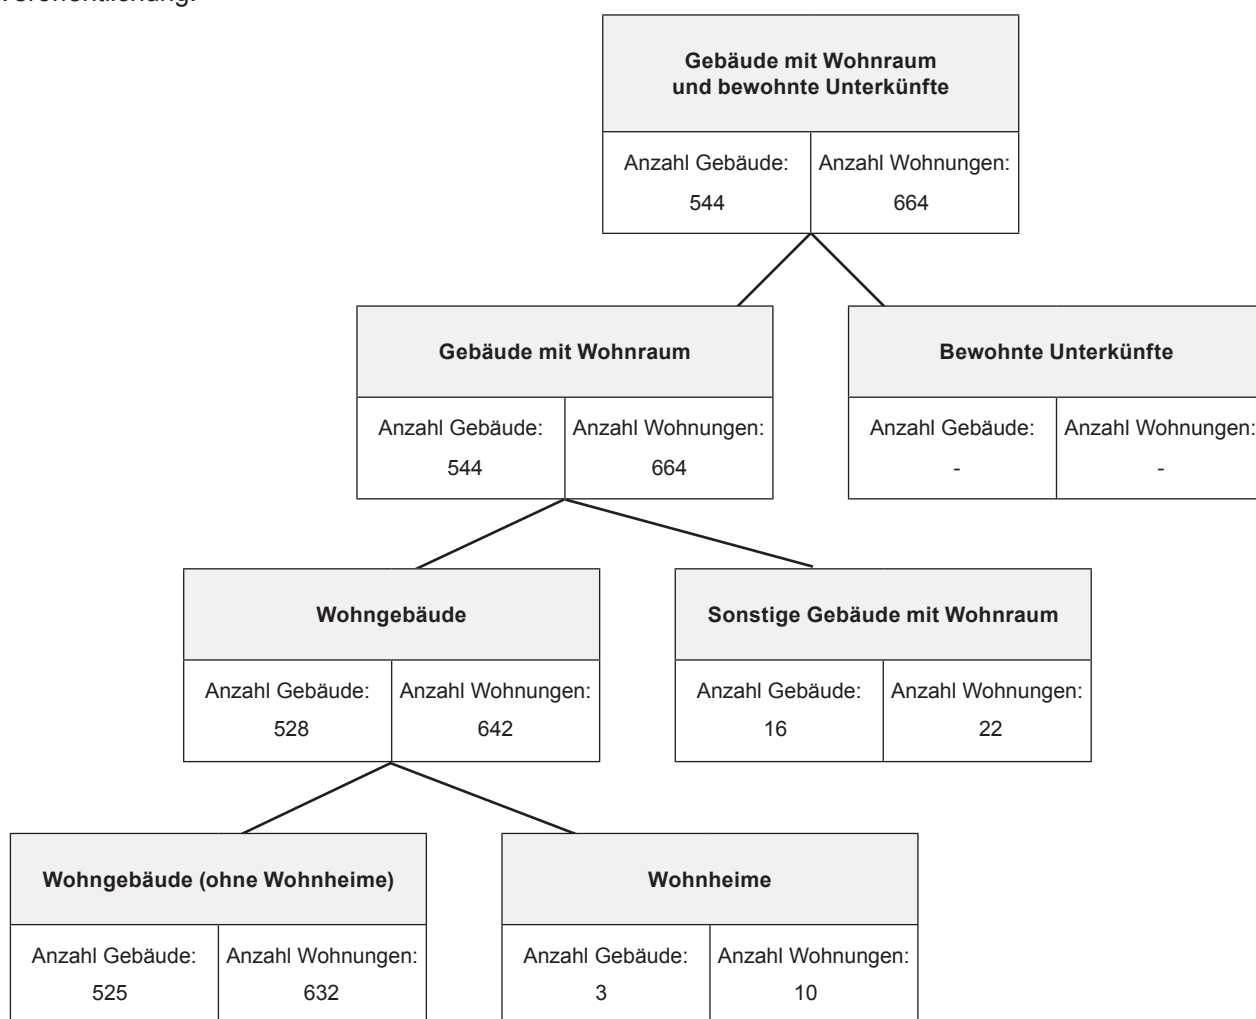 Veröffentlichung.
Gebäude mit Wohnraum
und bewohnte Unterkünfte
Anzahl Gebäude: Anzahl Wohnungen:
544 664
Gebäude mit Wohnraum Bewohnte Unterkünfte
Anzahl Gebäude: Anzahl Wohnungen: Anzahl Gebäude: Anzahl Wohnungen:
544 664 - -
Wohngebäude Sonstige Gebäude mit Wohnraum
Anzahl Gebäude: Anzahl Wohnungen: Anzahl Gebäude: Anzahl Wohnungen:
528 642 16 22
Wohngebäude (ohne Wohnheime) Wohnheime
Anzahl Gebäude: Anzahl Wohnungen: Anzahl Gebäude: Anzahl Wohnungen:
525 632 3 10